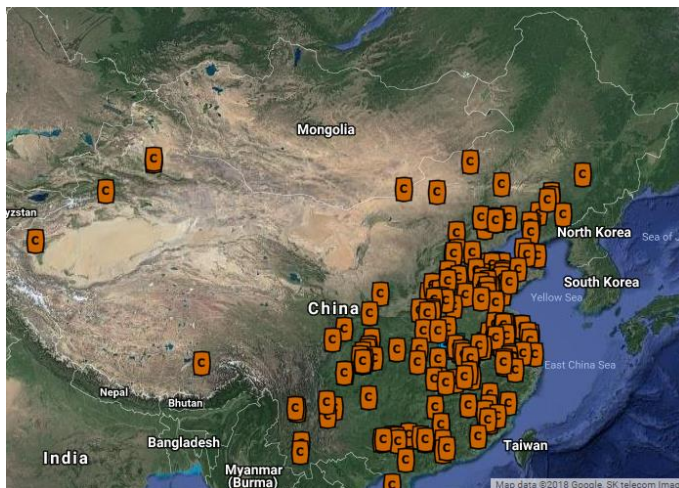 Mongolia
yzstan
North Korea
Sea of J
South Korea
China
Yellow Sea
East China Sea
Nepal
Bhutan
India
Bangladesh
Taiwan
Myanmar
(Burma)
Map data ©2018 Google, SK telecom Imag